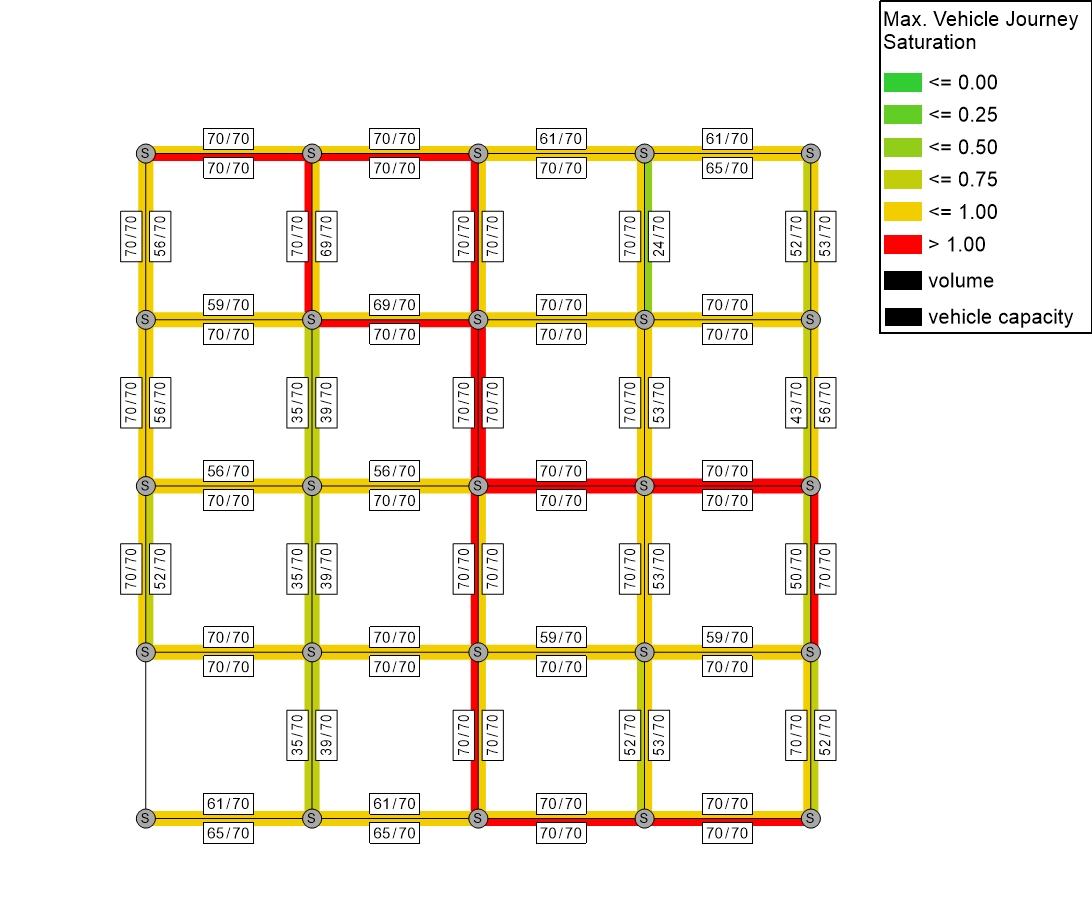 Max. Vehicle Journey
Saturation
<= 0.00
<= 0.25
<= 0.50
<= 0.75
<= 1.00
> 1.00
volume
vehicle capacity
70/70 70/70 61/70 61/70
S S S S S
70/70 70/70 70/70 65/70
70/70 56/70 70/70 69/70 70/70 70/70 70/70 24/70 52/70 53/70
59/70 69/70 70/70 70/70
S S S S S
70/70 70/70 70/70 70/70
70/70 56/70 35/70 39/70 70/70 70/70 70/70 53/70 43/70 56/70
56/70 56/70 70/70 70/70
S S S S S
70/70 70/70 70/70 70/70
70/70 52/70 35/70 39/70 70/70 70/70 70/70 53/70 50/70 70/70
70/70 70/70 59/70 59/70
S S S S S
70/70 70/70 70/70 70/70
35/70 39/70 70/70 70/70 52/70 53/70 70/70 52/70
61/70 61/70 70/70 70/70
S S S S S
65/70 65/70 70/70 70/70